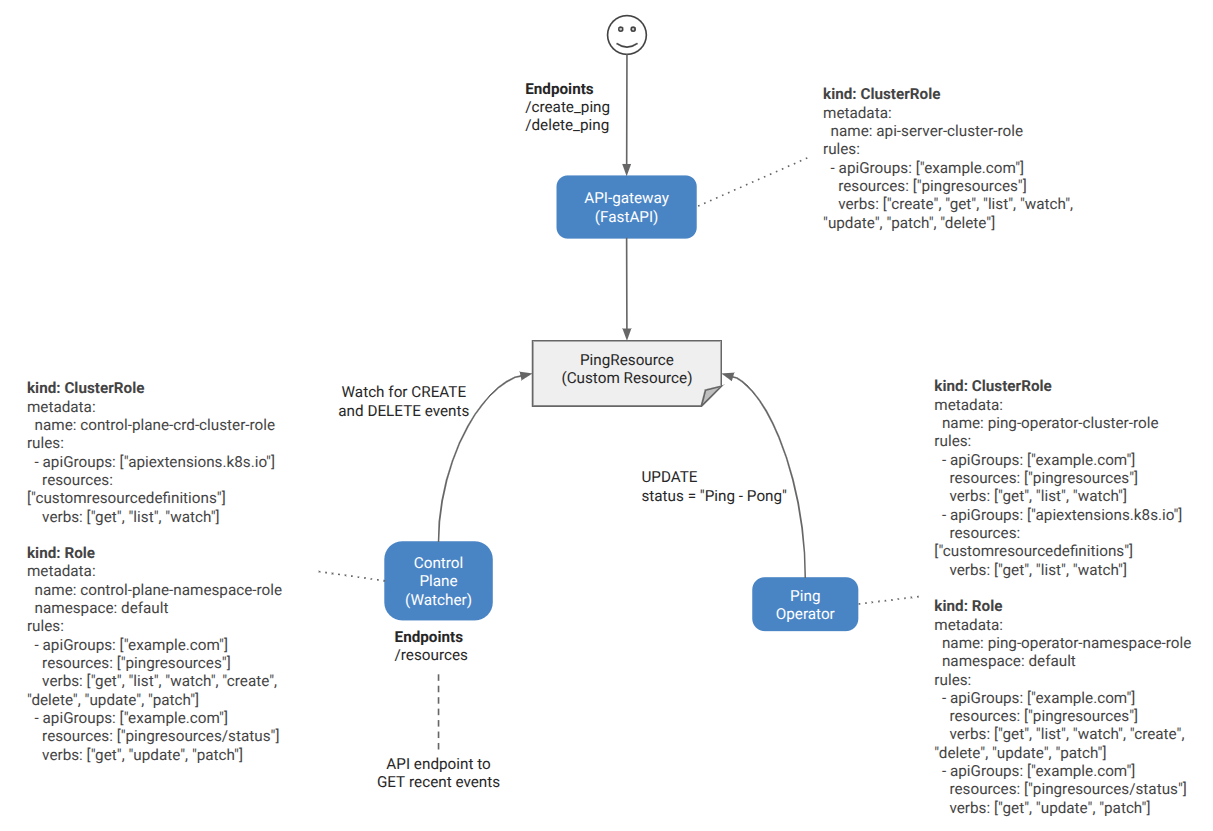 Endpoints
/create_ping
/delete_ping
API-gateway
(FastAPI)
kind: ClusterRole
metadata:
name: api-server-cluster-role
rules:
- apiGroups: ["example.com"]
resources: ["pingresources"]
verbs: ["create", "get", "list", "watch",
"update", "patch", "delete"]
PingResource
(Custom Resource)
Watch for CREATE
and DELETE events
UPDATE
status = "Ping - Pong"
kind: ClusterRole
metadata:
name: control-plane-crd-cluster-role
rules:
- apiGroups: ["apiextensions.k8s.io"]
resources:
["customresourcedefinitions"]
verbs: ["get", "list", "watch"]
kind: Role
metadata:
name: control-plane-namespace-role
namespace: default
rules:
- apiGroups: ["example.com"]
resources: ["pingresources"]
verbs: ["get", "list", "watch", "create",
"delete", "update", "patch"]
- apiGroups: ["example.com"]
resources: ["pingresources/status"]
verbs: ["get", "update", "patch"]
Control
Plane
(Watcher)
Endpoints
/resources
API endpoint to
GET recent events
Ping
Operator
kind: ClusterRole
metadata:
name: ping-operator-cluster-role
rules:
- apiGroups: ["example.com"]
resources: ["pingresources"]
verbs: ["get", "list", "watch"]
- apiGroups: ["apiextensions.k8s.io"]
resources:
["customresourcedefinitions"]
verbs: ["get", "list", "watch"]
kind: Role
metadata:
name: ping-operator-namespace-role
namespace: default
rules:
- apiGroups: ["example.com"]
resources: ["pingresources"]
verbs: ["get", "list", "watch", "create",
"delete", "update", "patch"]
- apiGroups: ["example.com"]
resources: ["pingresources/status"]
verbs: ["get", "update", "patch"]